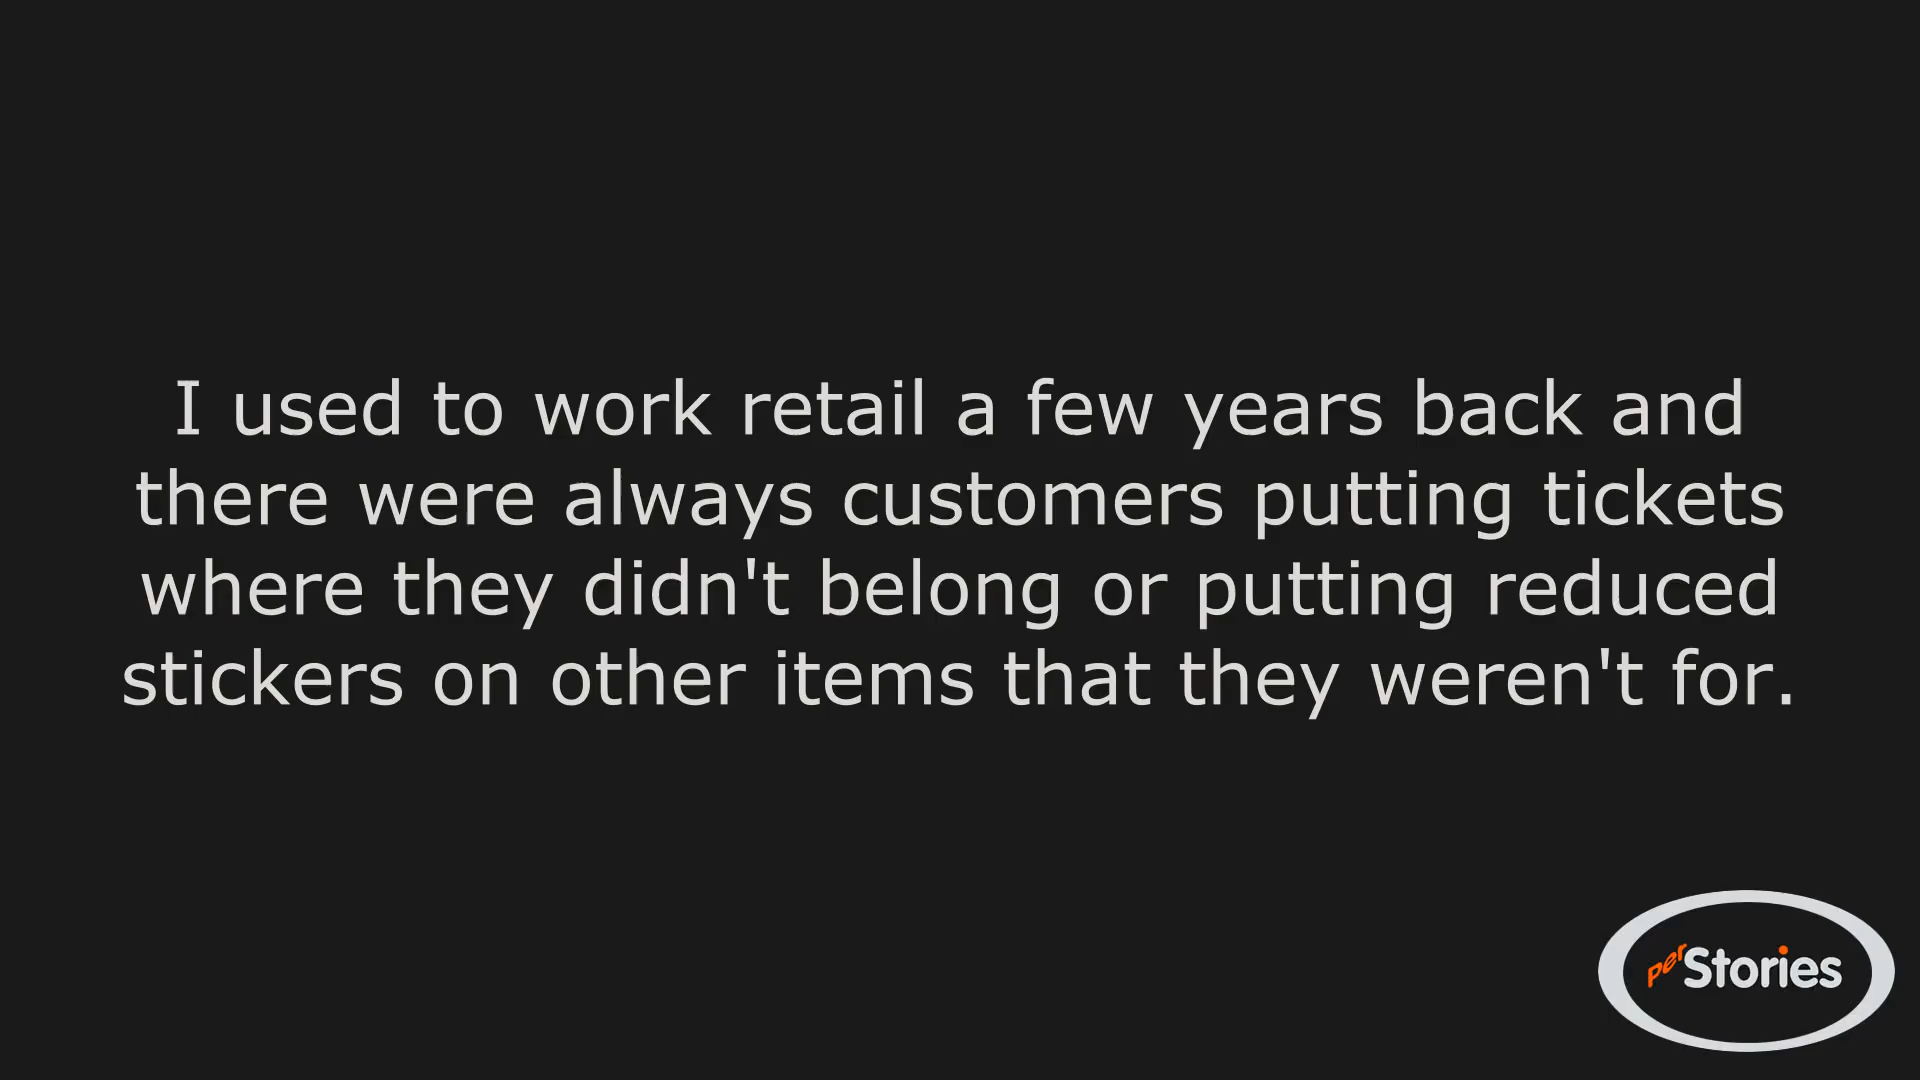 I used to work retail a few years back and
there were always customers putting tickets
where they didn't belong or putting reduced
stickers on other items that they weren't for.
perStories